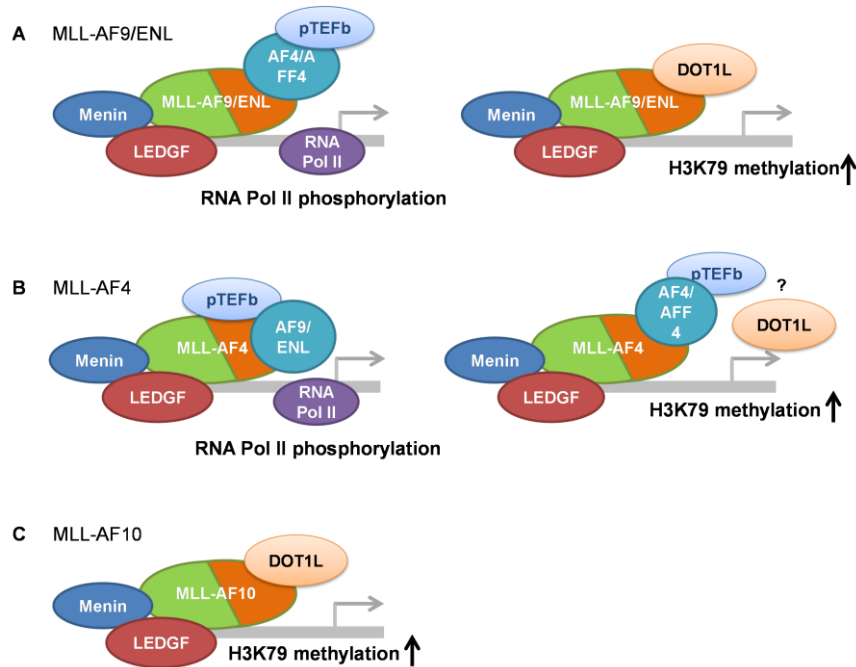 A MLL-AF9/ENL
pTEFb
AF4/A
FF4
MLL-AF9/ENL
Menin
LEDGF
RNA
Pol II
RNA Pol II phosphorylation
DOT1L
MLL-AF9/ENL
Menin
LEDGF
H3K79 methylation
B MLL-AF4
pTEFb
AF9/
ENL
MLL-AF4
Menin
LEDGF
RNA
Pol II
RNA Pol II phosphorylation
pTEFb
?
AF4/
AFF
4
DOT1L
MLL-AF4
Menin
LEDGF
H3K79 methylation
C MLL-AF10
DOT1L
MLL-AF10
Menin
LEDGF
H3K79 methylation